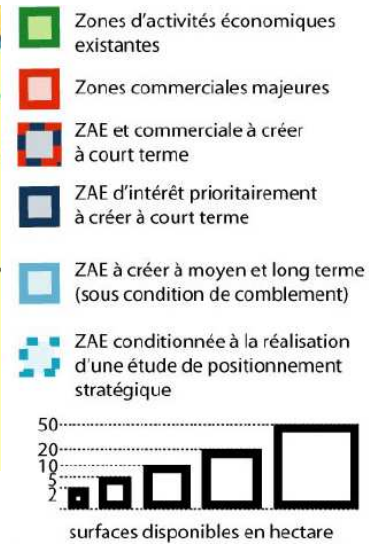 Zones d'activités économiques
existantes
Zones commerciales majeures
ZAE et commerciale à créer
à court terme
ZAE d'intérêt prioritairement
à créer à court terme
ZAE à créer à moyen et long terme
(sous condition de comblement)
ZAE conditionnée à la réalisation
d'une étude de positionnement
stratégique
50
20
10
5
2
surfaces disponibles en hectare